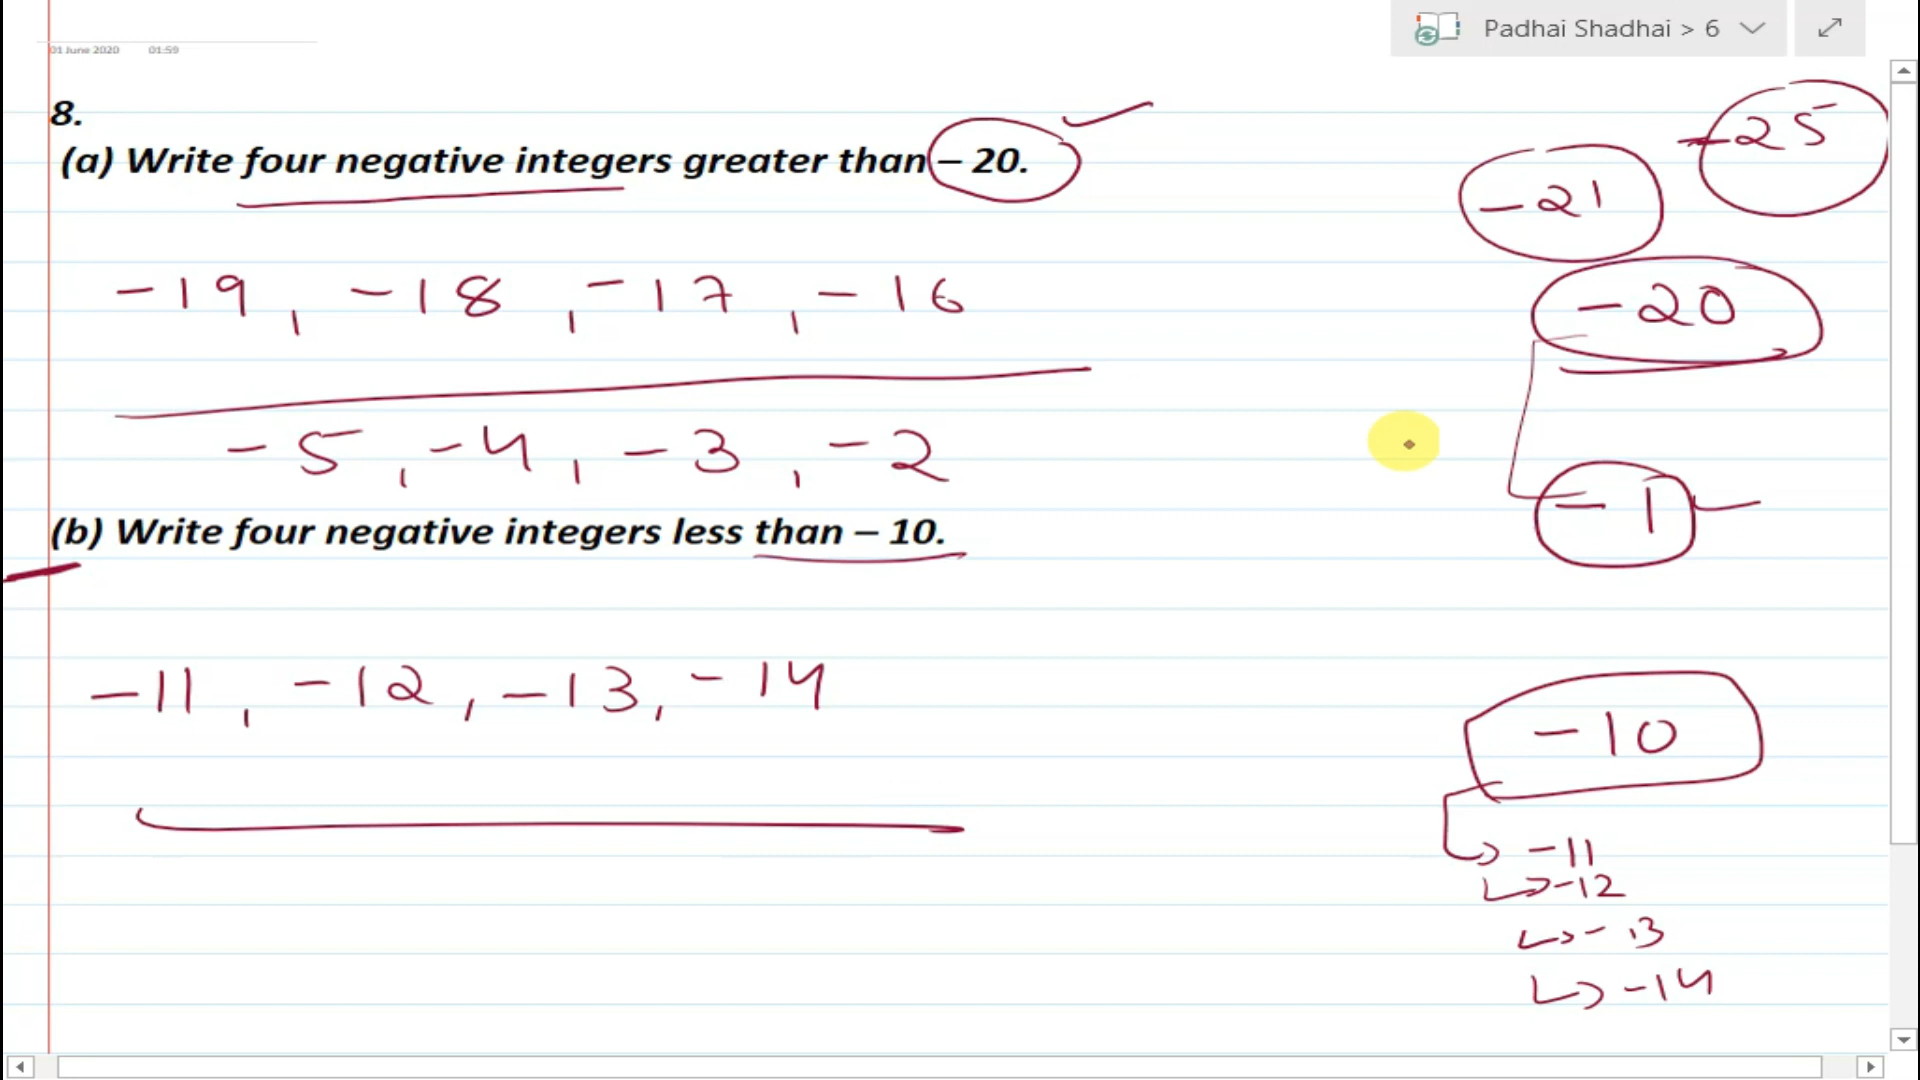 Padhai Shadhai > 6
01 June 2020 01:59
8.
(a) Write four negative integers greater than – 20.
-25
-21
-19, -18, -17, -16
-20
-5, -4, -3, -2
-1
(b) Write four negative integers less than – 10.
-11, -12, -13, -14
-10
-11
-12
-13
-14